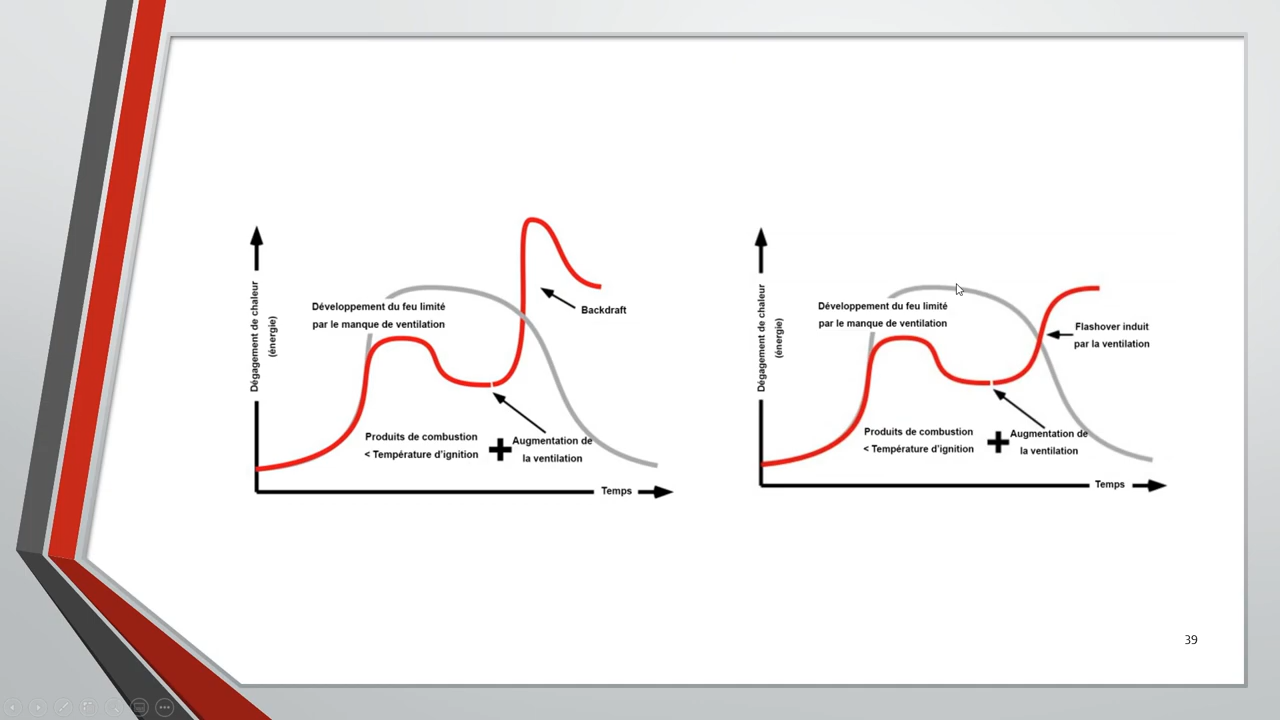 Dégagement de chaleur
(énergie)
Développement du feu limité
par le manque de ventilation
Backdraft
Produits de combustion
< Température d'ignition
+
Augmentation de
la ventilation
Temps
Dégagement de chaleur
(énergie)
Développement du feu limité
par le manque de ventilation
Flashover induit
par la ventilation
Produits de combustion
< Température d'ignition
+
Augmentation de
la ventilation
Temps
39